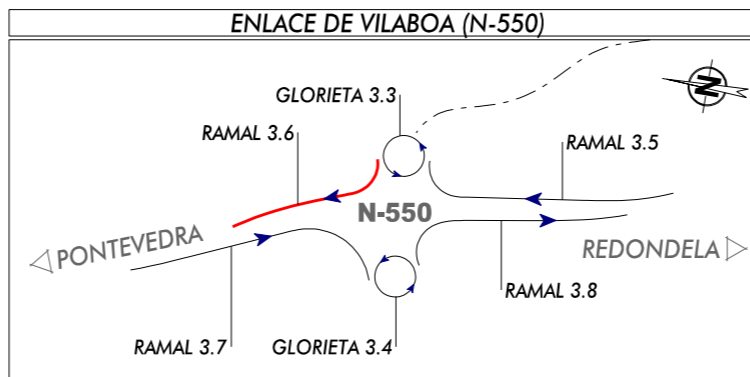 ENLACE DE VILABOA (N-550)
GLORIETA 3.3
N
RAMAL 3.6
RAMAL 3.5
N-550
PONTEVEDRA
REDONDELA
RAMAL 3.8
RAMAL 3.7
GLORIETA 3.4